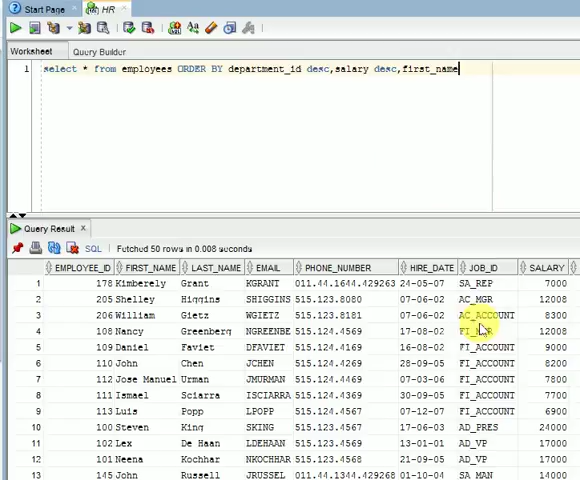 Start Page HR
Worksheet Query Builder
1 select * from employees ORDER BY department_id desc,salary desc,first_name
Query Result
SQL Fetched 50 rows in 0.008 seconds
EMPLOYEE_ID FIRST_NAME LAST_NAME EMAIL PHONE_NUMBER HIRE_DATE JOB_ID SALARY
1 178 Kimberely Grant KGRANT 011.44.1644.429263 24-05-07 SA_REP 7000
2 205 Shelley Higgins SHIGGINS 515.123.8080 07-06-02 AC_MGR 12008
3 206 William Gietz WGIETZ 515.123.8181 07-06-02 AC_ACCOUNT 8300
4 108 Nancy Greenberg NGREENBE 515.124.4569 17-08-02 12008
5 109 Daniel Faviet DFAVIET 515.124.4169 16-08-02 FI_ACCOUNT 9000
6 110 John Chen JCHEN 515.124.4269 28-09-05 FI_ACCOUNT 8200
7 112 Jose Manuel Urman JMURMAN 515.124.4469 07-03-06 FI_ACCOUNT 7800
8 111 Ismael Sciarra ISCIARRA 515.124.4369 30-09-05 FI_ACCOUNT 7700
9 113 Luis Popp LPOPP 515.124.4567 07-12-07 FI_ACCOUNT 6900
10 100 Steven King SKING 515.123.4567 17-06-03 AD_PRES 24000
11 102 Lex De Haan LDEHAAN 515.123.4569 13-01-01 AD_VP 17000
12 101 Neena Kochhar NKOCHHAR 515.123.4568 21-09-05 AD_VP 17000
13 145 John Russell JRUSSEL 011.44.1344.429268 01-10-04 SA_MAN 14000